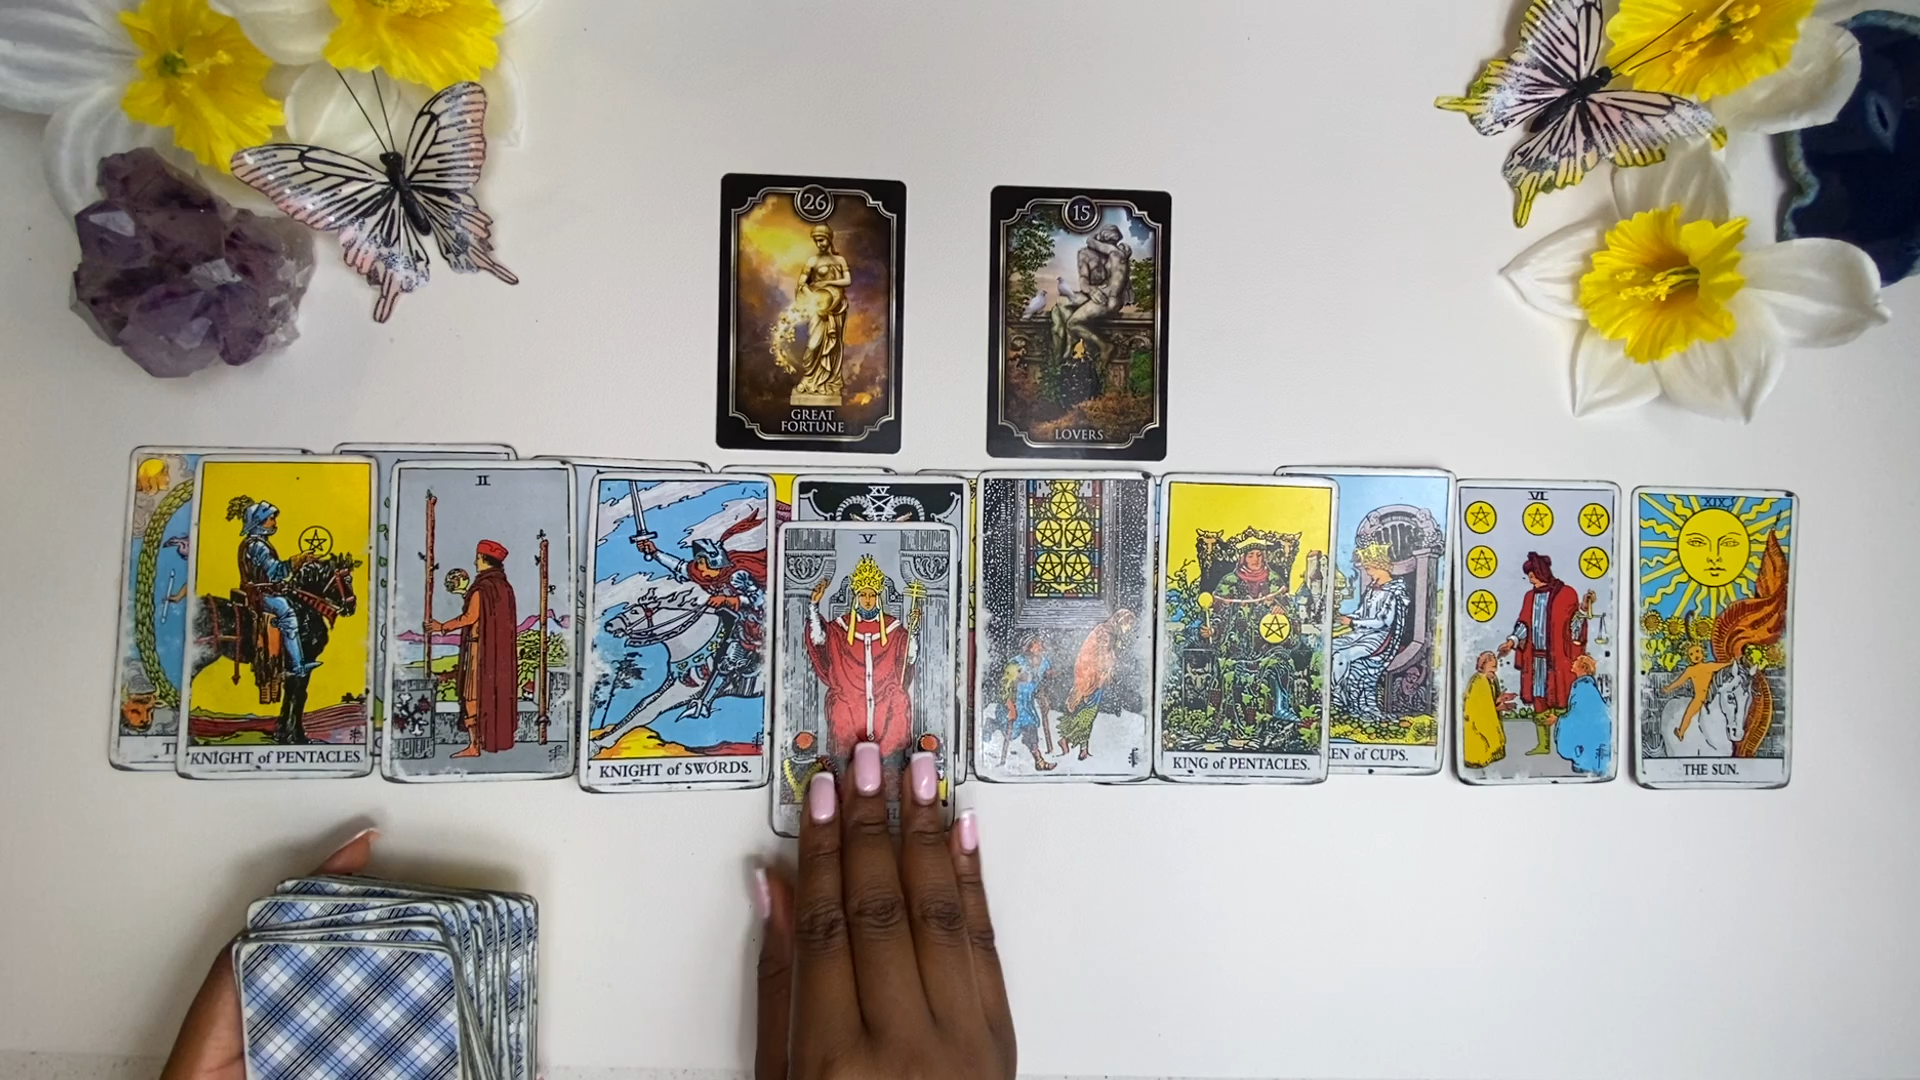 26
GREAT
FORTUNE
15
LOVERS
T
KNIGHT of PENTACLES.
II
KNIGHT of SWORDS.
XV
V
H
KING of PENTACLES.
EN of CUPS.
VI
XIX
THE SUN.